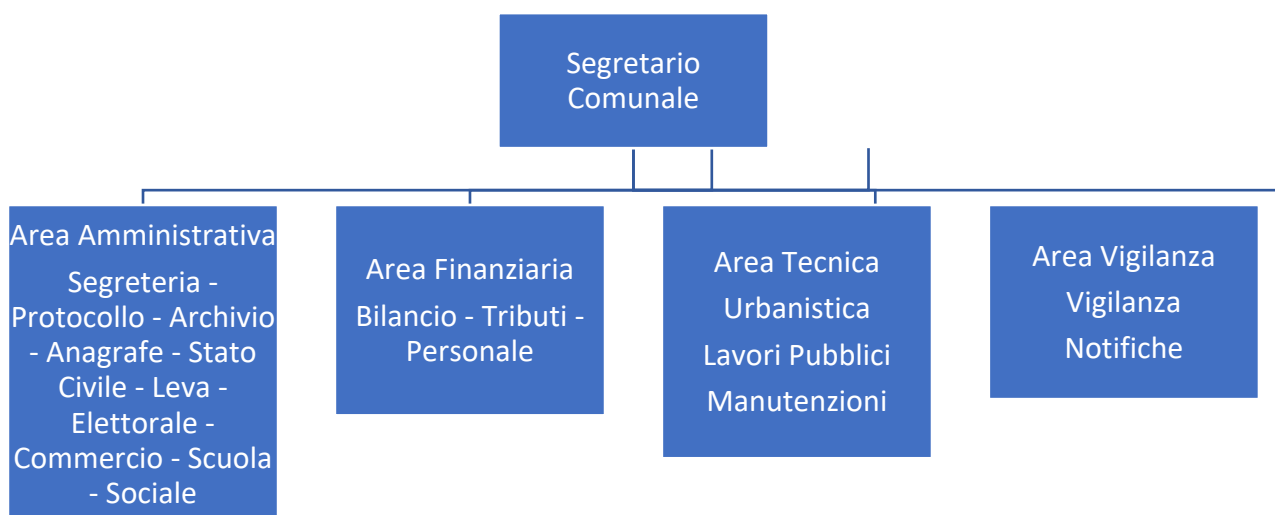 Segretario
Comunale
Area Amministrativa
Segreteria -
Protocollo - Archivio
- Anagrafe - Stato
Civile - Leva -
Elettorale -
Commercio - Scuola
- Sociale
Area Finanziaria
Bilancio - Tributi -
Personale
Area Tecnica
Urbanistica
Lavori Pubblici
Manutenzioni
Area Vigilanza
Vigilanza
Notifiche